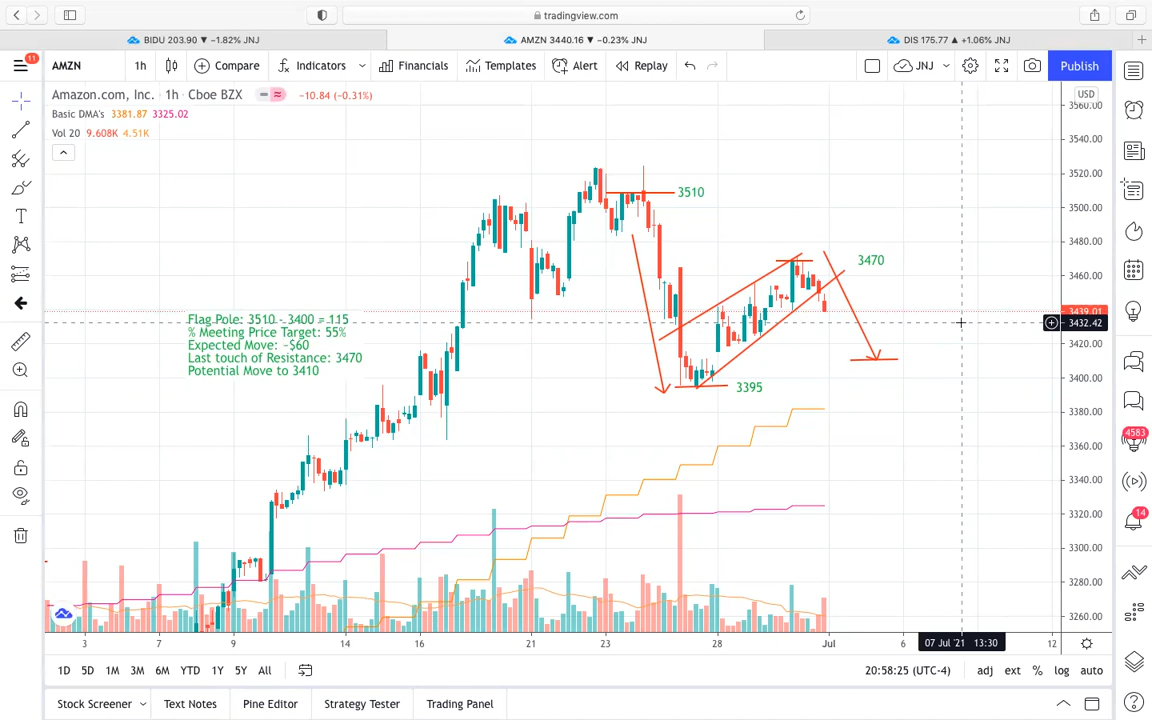 tradingview.com
BIDU 203.90 ▼ −1.82% JNJ
AMZN 3440.16 ▼ −0.23% JNJ
DIS 175.77 ▲ +1.06% JNJ
11
AMZN
1h
Compare
Indicators
Financials
Templates
Alert
Replay
JNJ
Publish
Amazon.com, Inc. · 1h · Cboe BZX
−10.84 (−0.31%)
USD
Basic DMA's 3381.87 3325.02
Vol 20 9.608K 4.51K
3560.00
3540.00
3520.00
3500.00
3480.00
3460.00
3439.01
3432.42
3420.00
3400.00
3380.00
3360.00
3340.00
3320.00
3300.00
3280.00
3260.00
3510
3470
3395
Flag Pole: 3510 - 3400 = 115
% Meeting Price Target: 55%
Expected Move: ~$60
Last touch of Resistance: 3470
Potential Move to 3410
4583
14
3
7
9
14
16
21
23
28
Jul
6
07 Jul '21 13:30
12
1D 5D 1M 3M 6M YTD 1Y 5Y All
20:58:25 (UTC-4)
adj ext % log auto
Stock Screener
Text Notes
Pine Editor
Strategy Tester
Trading Panel